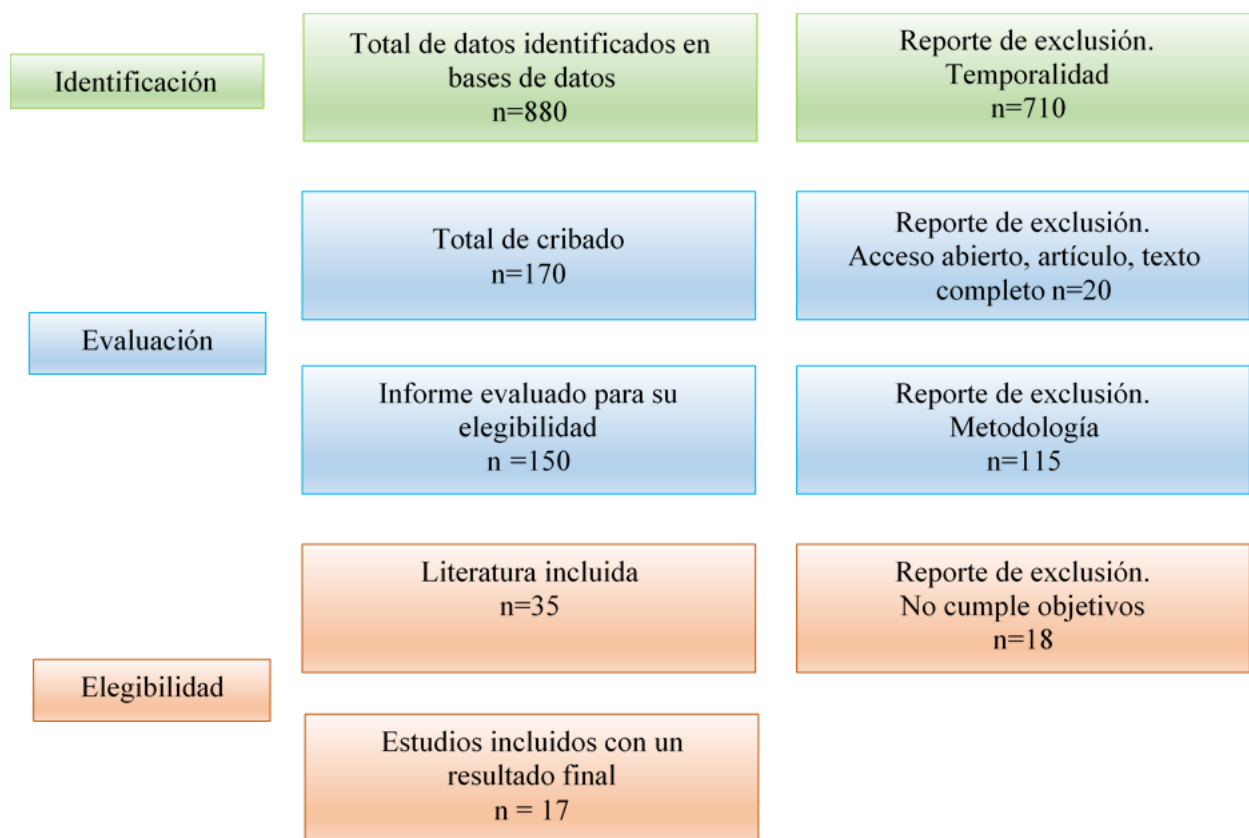 Identificación
Total de datos identificados en
bases de datos
n=880
Reporte de exclusión.
Temporalidad
n=710
Evaluación
Total de cribado
n=170
Reporte de exclusión.
Acceso abierto, artículo, texto
completo n=20
Informe evaluado para su
elegibilidad
n =150
Reporte de exclusión.
Metodología
n=115
Elegibilidad
Literatura incluida
n=35
Reporte de exclusión.
No cumple objetivos
n=18
Estudios incluidos con un
resultado final
n = 17